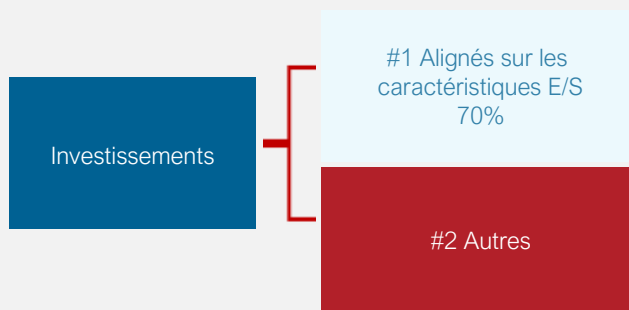 Investissements
#1 Alignés sur les
caractéristiques E/S
70%
#2 Autres